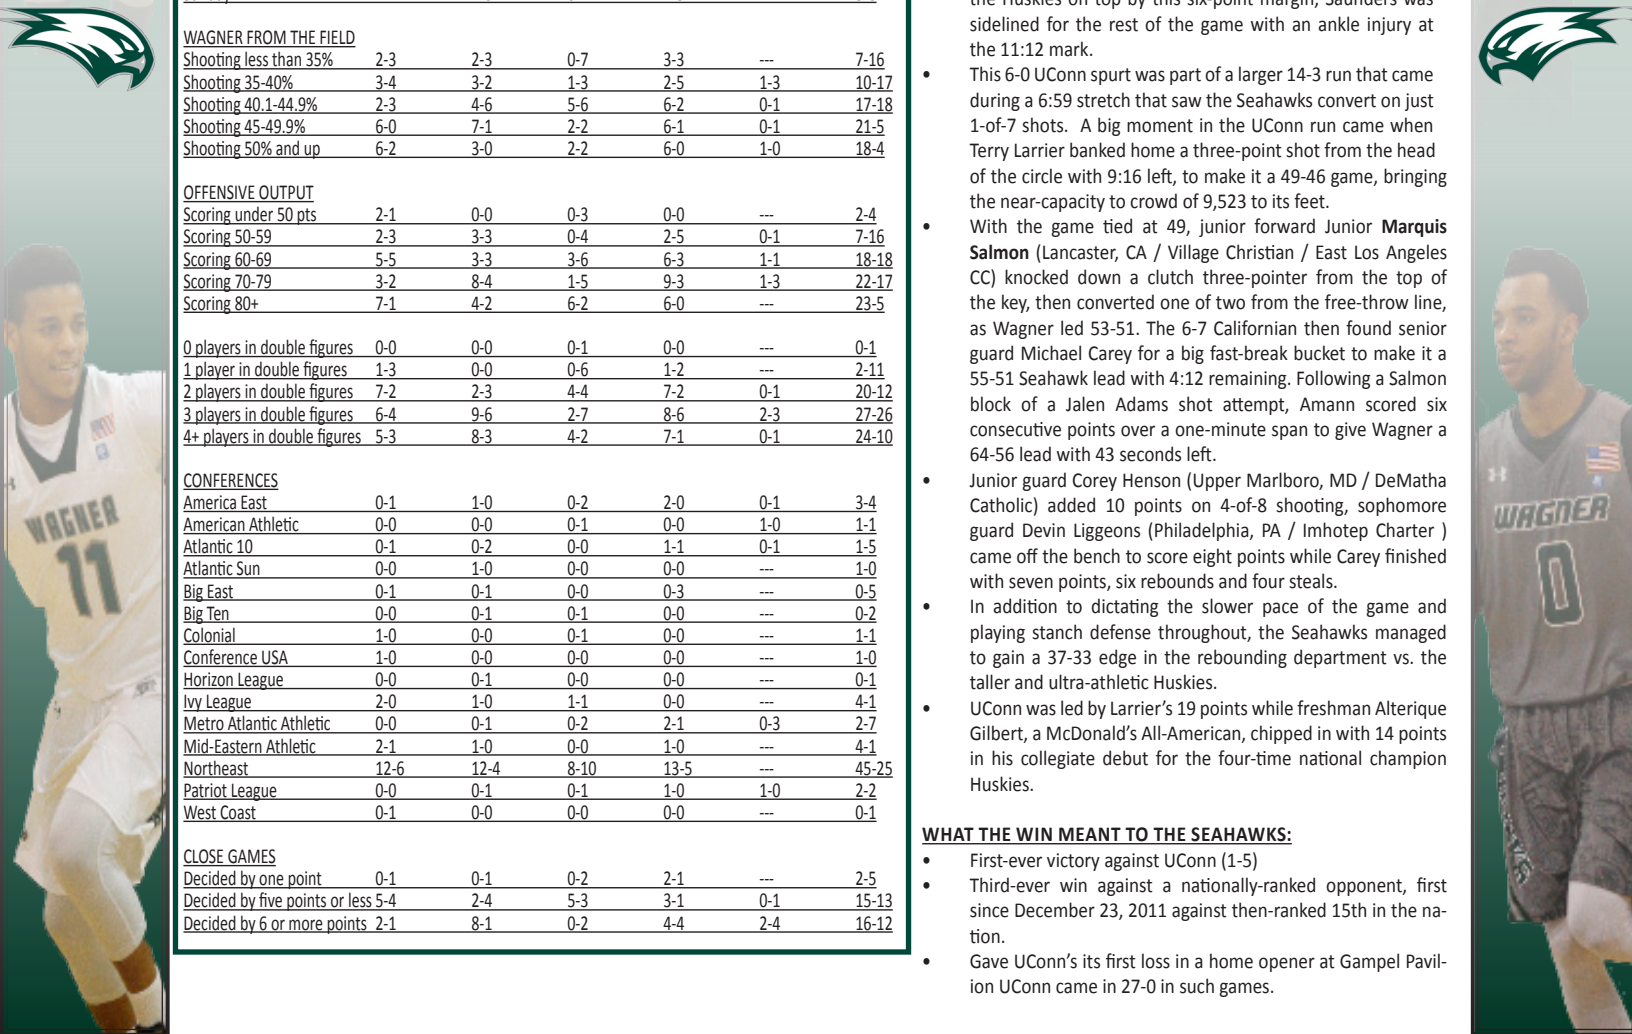 WAGNER FROM THE FIELD
Shooting less than 35% 2-3 2-3 0-7 3-3 --- 7-16
Shooting 35-40% 3-4 3-2 1-3 2-5 1-3 10-17
Shooting 40.1-44.9% 2-3 4-6 5-6 6-2 0-1 17-18
Shooting 45-49.9% 6-0 7-1 2-2 6-1 0-1 21-5
Shooting 50% and up 6-2 3-0 2-2 6-0 1-0 18-4
OFFENSIVE OUTPUT
Scoring under 50 pts 2-1 0-0 0-3 0-0 --- 2-4
Scoring 50-59 2-3 3-3 0-4 2-5 0-1 7-16
Scoring 60-69 5-5 3-3 3-6 6-3 1-1 18-18
Scoring 70-79 3-2 8-4 1-5 9-3 1-3 22-17
Scoring 80+ 7-1 4-2 6-2 6-0 --- 23-5
0 players in double figures 0-0 0-0 0-1 0-0 --- 0-1
1 player in double figures 1-3 0-0 0-6 1-2 --- 2-11
2 players in double figures 7-2 2-3 4-4 7-2 0-1 20-12
3 players in double figures 6-4 9-6 2-7 8-6 2-3 27-26
4+ players in double figures 5-3 8-3 4-2 7-1 0-1 24-10
CONFERENCES
America East 0-1 1-0 0-2 2-0 0-1 3-4
American Athletic 0-0 0-0 0-1 0-0 1-0 1-1
Atlantic 10 0-1 0-2 0-0 1-1 0-1 1-5
Atlantic Sun 0-0 1-0 0-0 0-0 --- 1-0
Big East 0-1 0-1 0-0 0-3 --- 0-5
Big Ten 0-0 0-1 0-1 0-0 --- 0-2
Colonial 1-0 0-0 0-1 0-0 --- 1-1
Conference USA 1-0 0-0 0-0 0-0 --- 1-0
Horizon League 0-0 0-1 0-0 0-0 --- 0-1
Ivy League 2-0 1-0 1-1 0-0 --- 4-1
Metro Atlantic Athletic 0-0 0-1 0-2 2-1 0-3 2-7
Mid-Eastern Athletic 2-1 1-0 0-0 1-0 --- 4-1
Northeast 12-6 12-4 8-10 13-5 --- 45-25
Patriot League 0-0 0-1 0-1 1-0 1-0 2-2
West Coast 0-1 0-0 0-0 0-0 --- 0-1
CLOSE GAMES
Decided by one point 0-1 0-1 0-2 2-1 --- 2-5
Decided by five points or less 5-4 2-4 5-3 3-1 0-1 15-13
Decided by 6 or more points 2-1 8-1 0-2 4-4 2-4 16-12
the Huskies on top by this six-point margin, Saunders was
sidelined for the rest of the game with an ankle injury at
the 11:12 mark.
• This 6-0 UConn spurt was part of a larger 14-3 run that came
during a 6:59 stretch that saw the Seahawks convert on just
1-of-7 shots. A big moment in the UConn run came when
Terry Larrier banked home a three-point shot from the head
of the circle with 9:16 left, to make it a 49-46 game, bringing
the near-capacity to crowd of 9,523 to its feet.
• With the game tied at 49, junior forward Junior Marquis
Salmon (Lancaster, CA / Village Christian / East Los Angeles
CC) knocked down a clutch three-pointer from the top of
the key, then converted one of two from the free-throw line,
as Wagner led 53-51. The 6-7 Californian then found senior
guard Michael Carey for a big fast-break bucket to make it a
55-51 Seahawk lead with 4:12 remaining. Following a Salmon
block of a Jalen Adams shot attempt, Amann scored six
consecutive points over a one-minute span to give Wagner a
64-56 lead with 43 seconds left.
• Junior guard Corey Henson (Upper Marlboro, MD / DeMatha
Catholic) added 10 points on 4-of-8 shooting, sophomore
guard Devin Liggeons (Philadelphia, PA / Imhotep Charter )
came off the bench to score eight points while Carey finished
with seven points, six rebounds and four steals.
• In addition to dictating the slower pace of the game and
playing stanch defense throughout, the Seahawks managed
to gain a 37-33 edge in the rebounding department vs. the
taller and ultra-athletic Huskies.
• UConn was led by Larrier's 19 points while freshman Alterique
Gilbert, a McDonald's All-American, chipped in with 14 points
in his collegiate debut for the four-time national champion
Huskies.
WHAT THE WIN MEANT TO THE SEAHAWKS:
• First-ever victory against UConn (1-5)
• Third-ever win against a nationally-ranked opponent, first
since December 23, 2011 against then-ranked 15th in the na-
tion.
• Gave UConn's its first loss in a home opener at Gampel Pavil-
ion UConn came in 27-0 in such games.
WAGNER
11
WAGNER
0